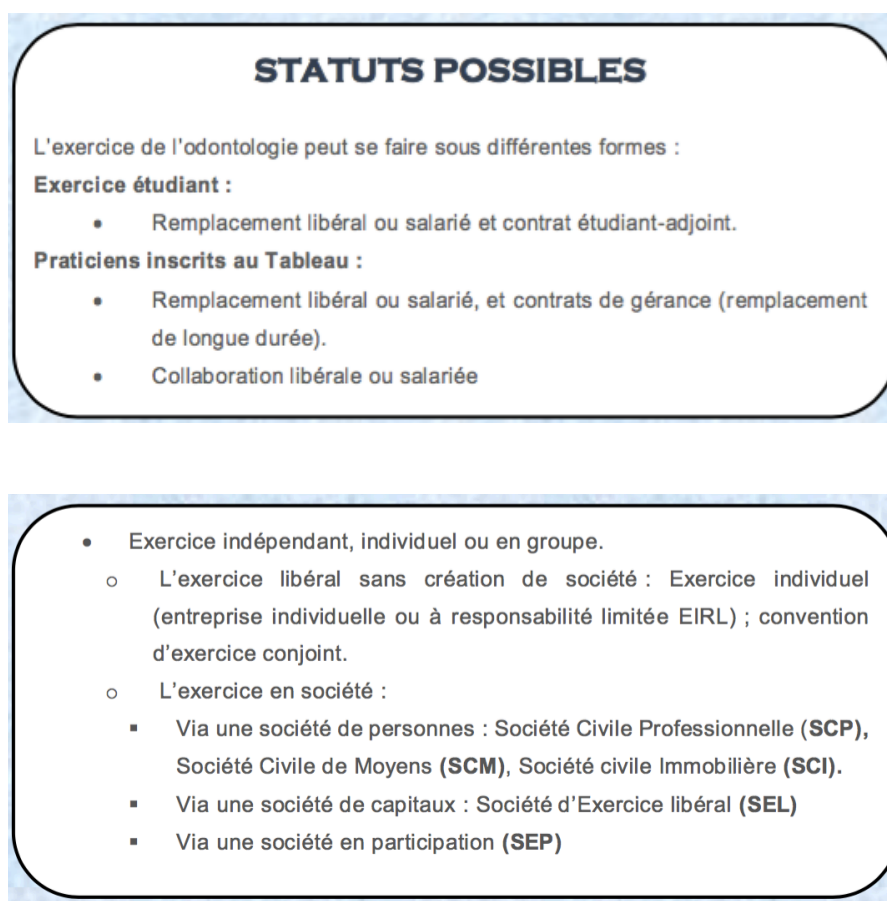 STATUTS POSSIBLES
L'exercice de l'odontologie peut se faire sous différentes formes :
Exercice étudiant :
• Remplacement libéral ou salarié et contrat étudiant-adjoint.
Praticiens inscrits au Tableau :
• Remplacement libéral ou salarié, et contrats de gérance (remplacement
de longue durée).
• Collaboration libérale ou salariée
• Exercice indépendant, individuel ou en groupe.
o L'exercice libéral sans création de société : Exercice individuel
(entreprise individuelle ou à responsabilité limitée EIRL) ; convention
d'exercice conjoint.
o L'exercice en société :
▪ Via une société de personnes : Société Civile Professionnelle (SCP),
Société Civile de Moyens (SCM), Société civile Immobilière (SCI).
▪ Via une société de capitaux : Société d'Exercice libéral (SEL)
▪ Via une société en participation (SEP)